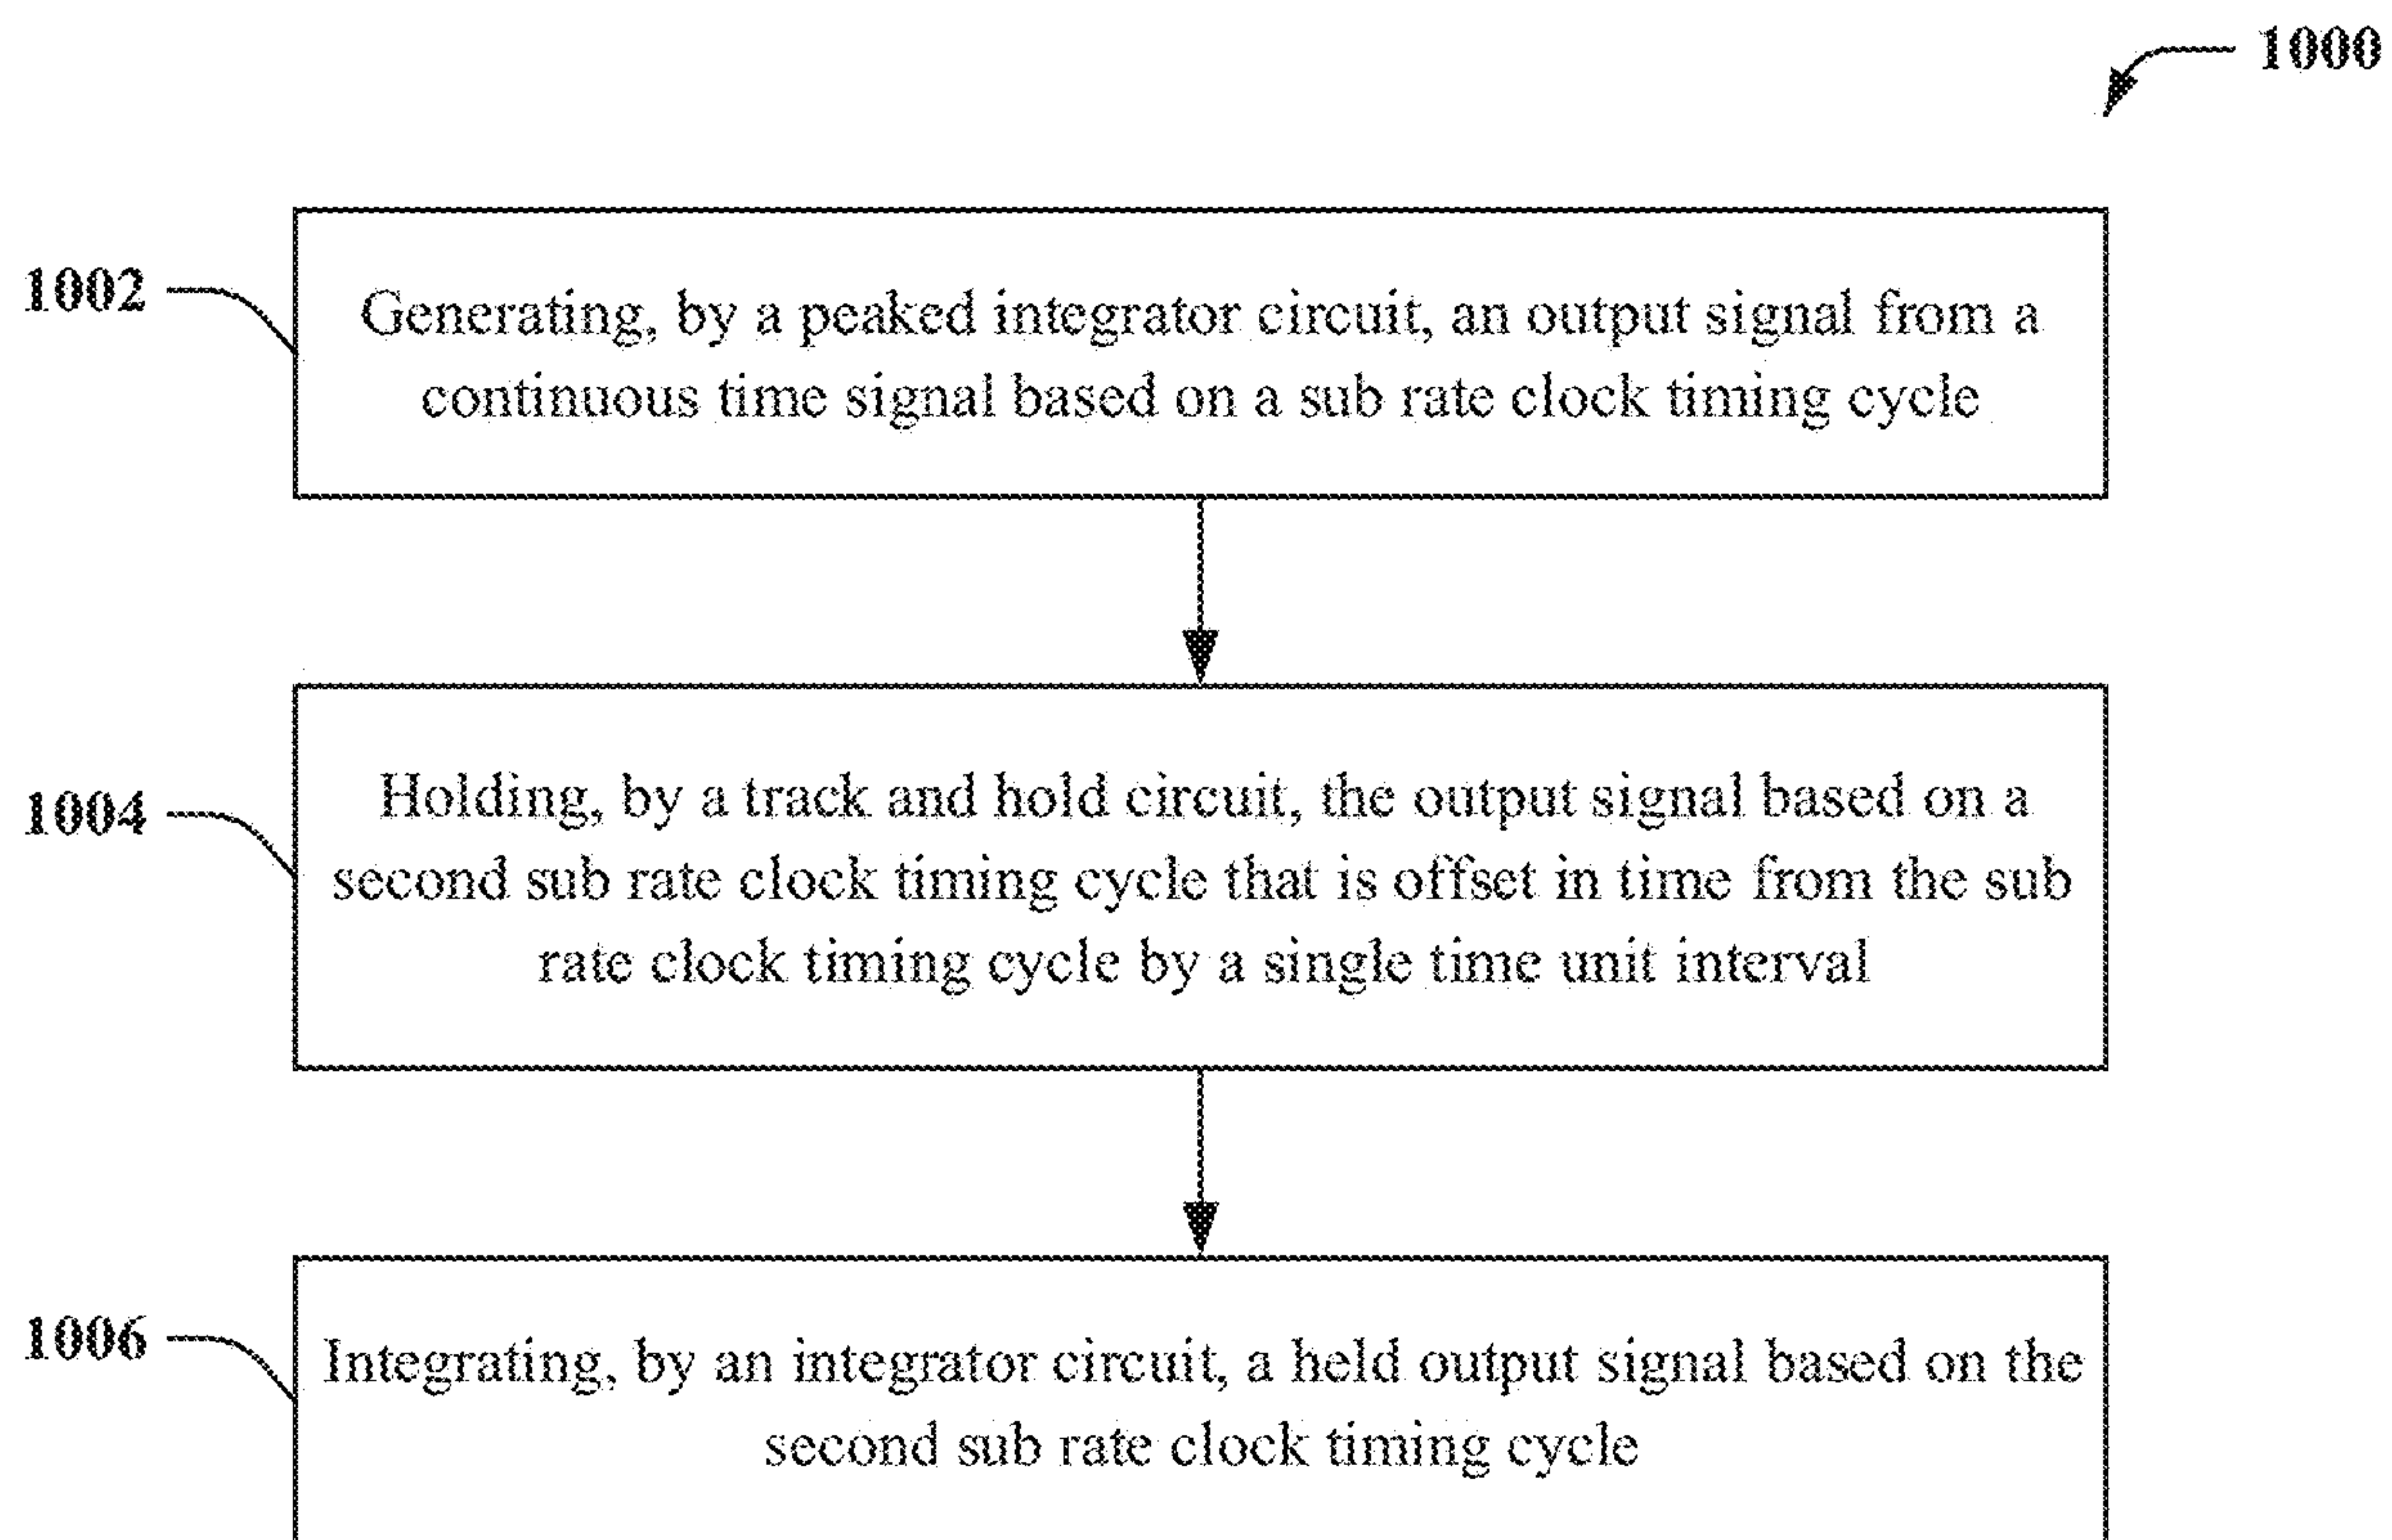 1000
1002
Generating, by a peaked integrator circuit, an output signal from a
continuous time signal based on a sub rate clock timing cycle
1004
Holding, by a track and hold circuit, the output signal based on a
second sub rate clock timing cycle that is offset in time from the sub
rate clock timing cycle by a single time unit interval
1006
Integrating, by an integrator circuit, a held output signal based on the
second sub rate clock timing cycle